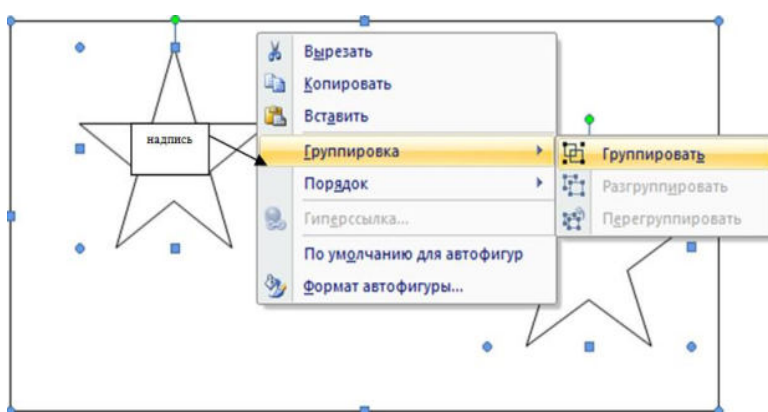 Вырезать
Копировать
Вставить
надпись
Группировка
Группировать
Порядок
Разгруппировать
Гиперссылка...
Перегруппировать
По умолчанию для автофигур
Формат автофигуры...